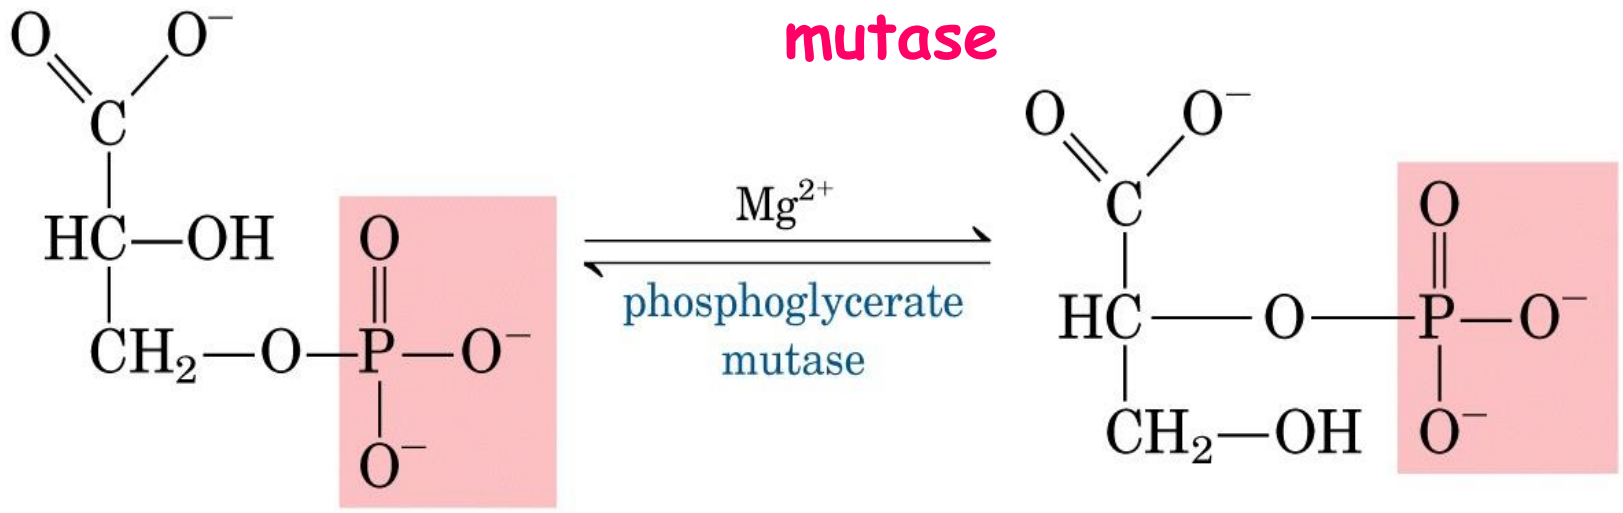 mutase
O O⁻
C
HC—OH
CH₂—O—P—O⁻
O
O⁻
Mg²⁺
phosphoglycerate
mutase
O O⁻
C
HC—O—P—O⁻
O
O⁻
CH₂—OH